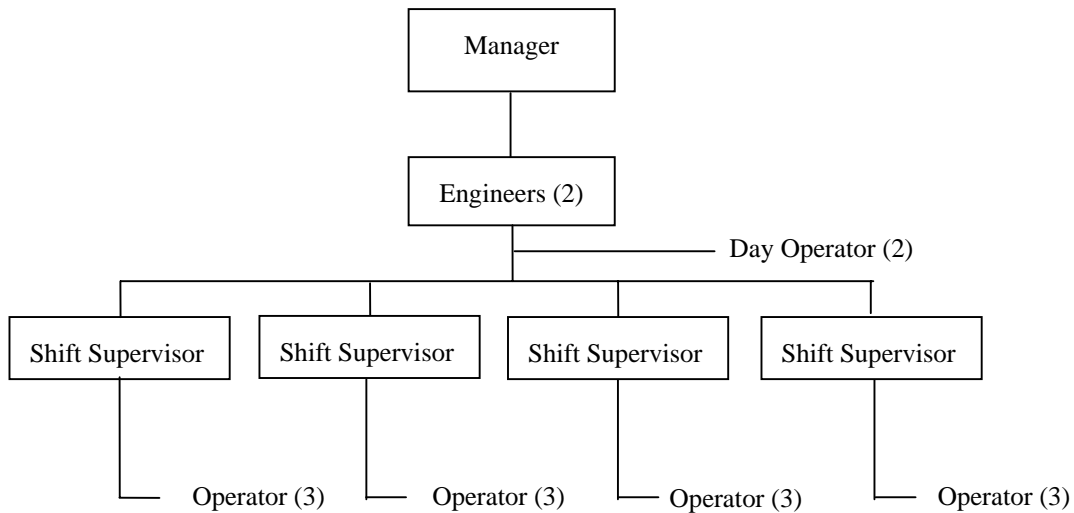 Manager
Engineers (2)
Day Operator (2)
Shift Supervisor
Shift Supervisor
Shift Supervisor
Shift Supervisor
Operator (3)
Operator (3)
Operator (3)
Operator (3)